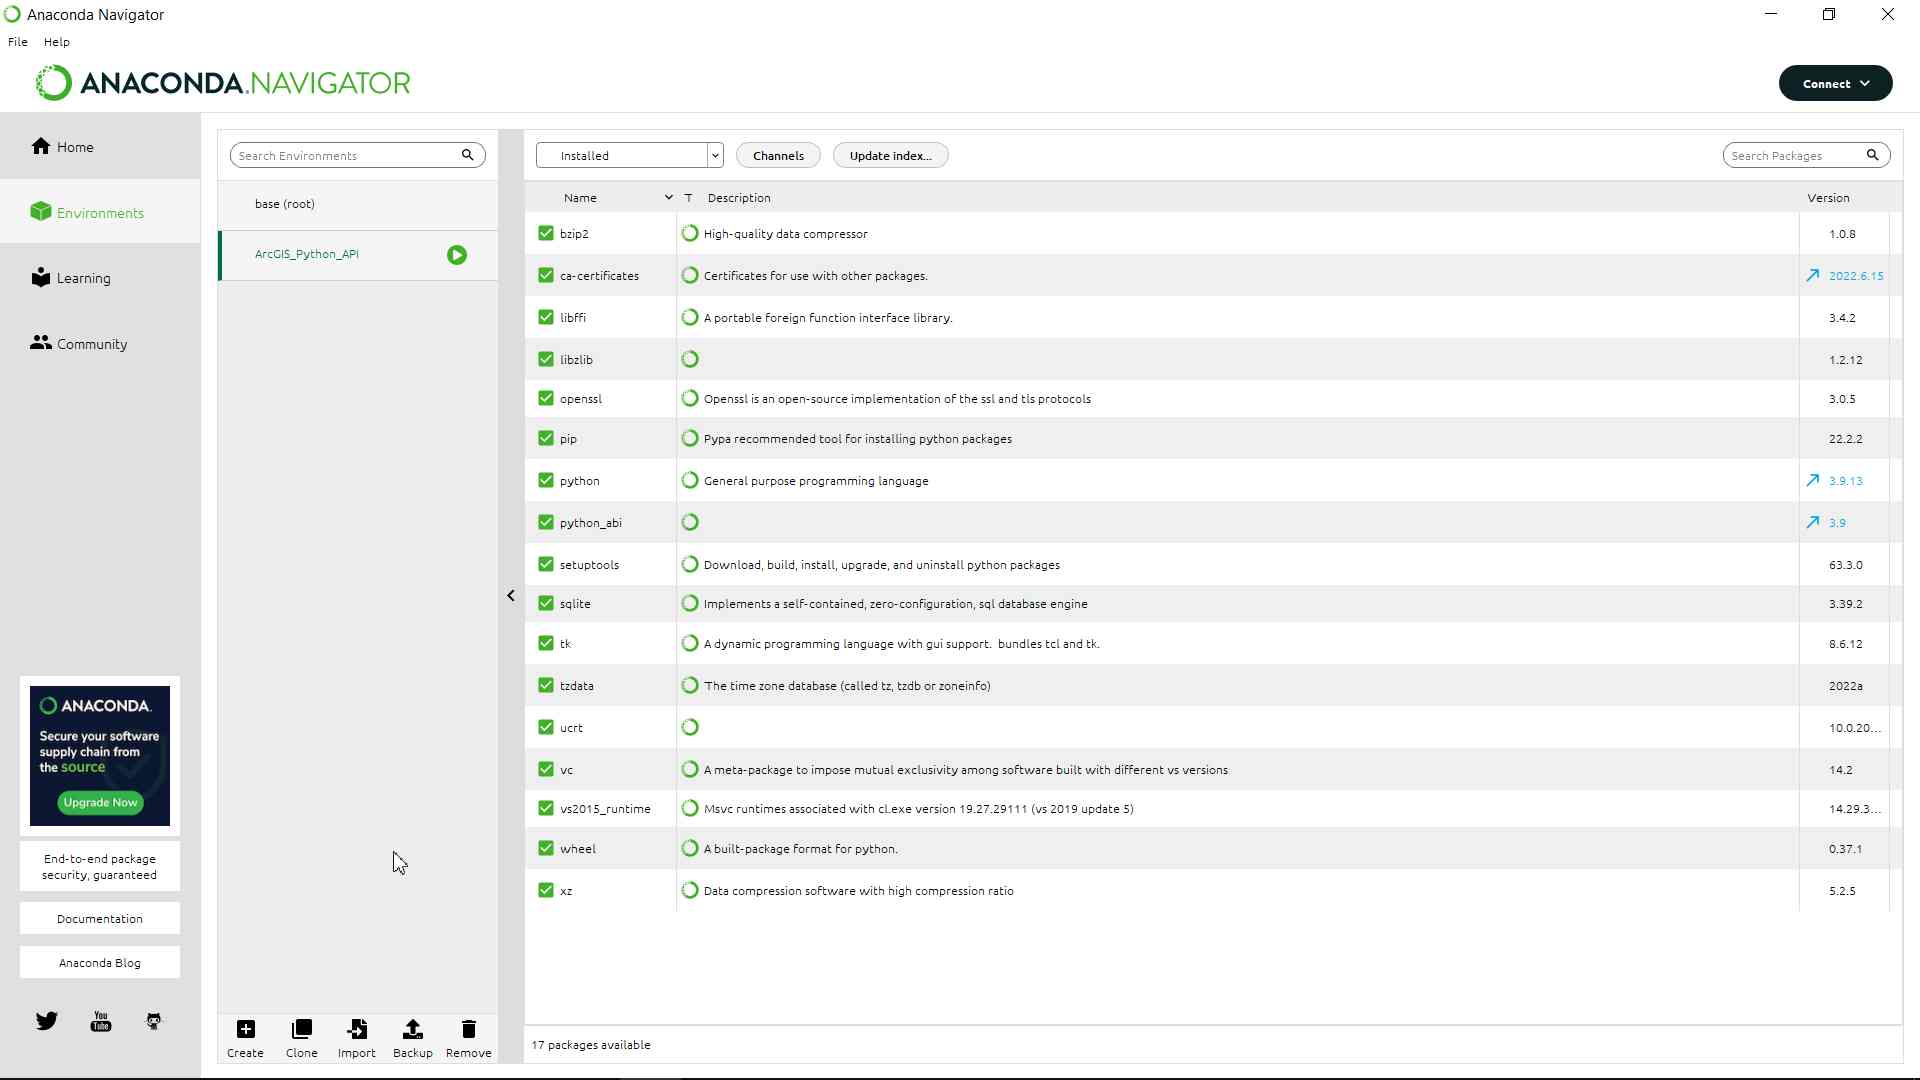 Anaconda Navigator
File Help
ANACONDA.NAVIGATOR
Connect
Home
Environments
Learning
Community
ANACONDA.
Secure your software
supply chain from
the source
Upgrade Now
End-to-end package
security, guaranteed
Documentation
Anaconda Blog
You
Tube
Search Environments
base (root)
ArcGIS_Python_API
Create Clone Import Backup Remove
Installed Channels Update index... Search Packages
Name T Description Version
bzip2 High-quality data compressor 1.0.8
ca-certificates Certificates for use with other packages. 2022.6.15
libffi A portable foreign function interface library. 3.4.2
libzlib 1.2.12
openssl Openssl is an open-source implementation of the ssl and tls protocols 3.0.5
pip Pypa recommended tool for installing python packages 22.2.2
python General purpose programming language 3.9.13
python_abi 3.9
setuptools Download, build, install, upgrade, and uninstall python packages 63.3.0
sqlite Implements a self-contained, zero-configuration, sql database engine 3.39.2
tk A dynamic programming language with gui support. bundles tcl and tk. 8.6.12
tzdata The time zone database (called tz, tzdb or zoneinfo) 2022a
ucrt 10.0.20...
vc A meta-package to impose mutual exclusivity among software built with different vs versions 14.2
vs2015_runtime Msvc runtimes associated with cl.exe version 19.27.29111 (vs 2019 update 5) 14.29.3...
wheel A built-package format for python. 0.37.1
xz Data compression software with high compression ratio 5.2.5
17 packages available